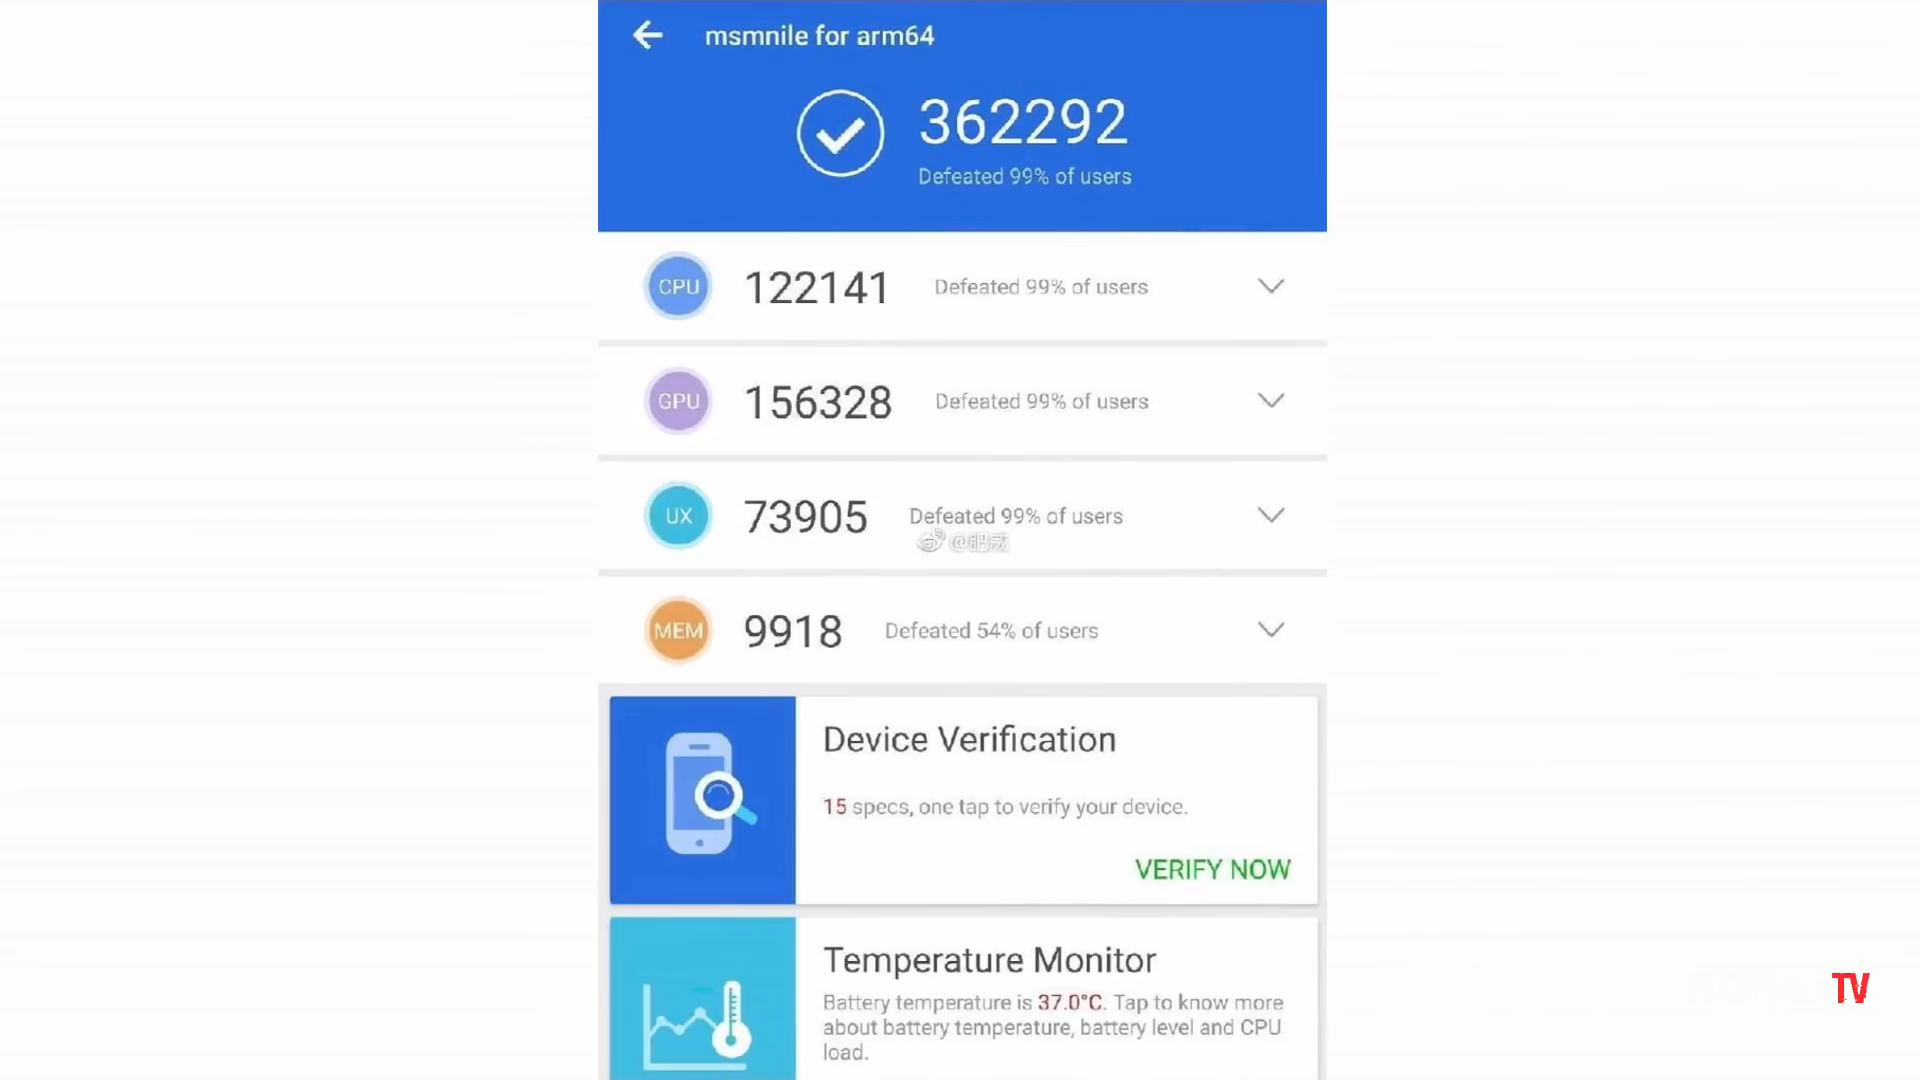 msmnile for arm64
362292
Defeated 99% of users
CPU
122141
Defeated 99% of users
GPU
156328
Defeated 99% of users
UX
73905
Defeated 99% of users
@肥威
MEM
9918
Defeated 54% of users
Device Verification
15 specs, one tap to verify your device.
VERIFY NOW
Temperature Monitor
Battery temperature is 37.0°C. Tap to know more
about battery temperature, battery level and CPU
load.
TV